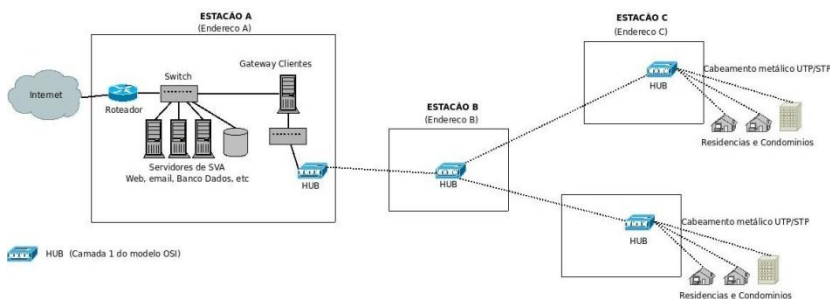 ESTACÃO A
(Endereco A)
Internet
Roteador
Switch
Gateway Clientes
Servidores de SVA
Web, email, Banco Dados, etc
HUB
ESTACÃO B
(Endereco B)
HUB
ESTACÃO C
(Endereco C)
HUB
Cabeamento metálico UTP/STP
Residencias e Condominios
HUB
Cabeamento metálico UTP/STP
Residencias e Condominios
HUB (Camada 1 do modelo OSI)